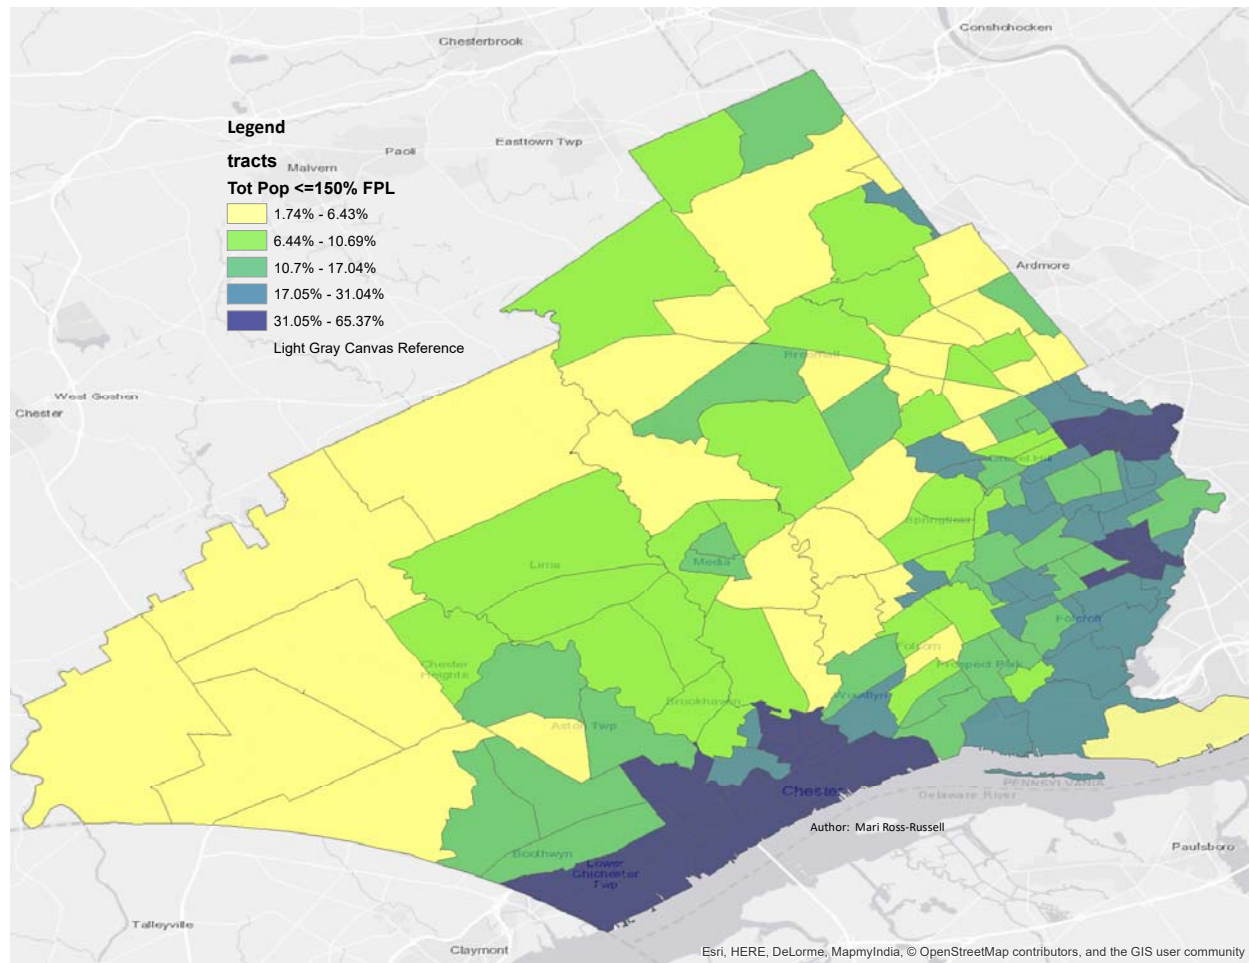 Conshohocken
Chesterbrook
Legend
tracts
Malvern
Paoli
Easttown Twp
Tot Pop <=150% FPL
1.74% - 6.43%
6.44% - 10.69%
10.7% - 17.04%
17.05% - 31.04%
31.05% - 65.37%
Light Gray Canvas Reference
Ardmore
Broomall
West Goshen
Chester
Drexel Hill
Springfield
Media
Lima
Folcroft
Folsom
Chester
Heights
Prospect Park
Woodlyn
Brookhaven
Aston Twp
PENNSYLVANIA
Chester
Delaware River
Author: Mari Ross-Russell
Paulsboro
Boothwyn
Lower
Chichester
Twp
Talleyville
Claymont
Esri, HERE, DeLorme, MapmyIndia, © OpenStreetMap contributors, and the GIS user community